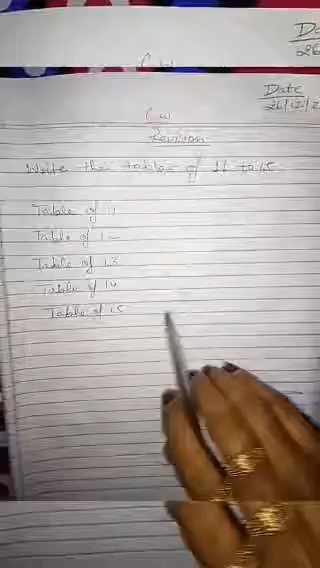 C.W
Date
26/12/2
Revision
Write the tables of 11 to 15
Table of 11
Table of 12
Table of 13
Table of 14
Table of 15